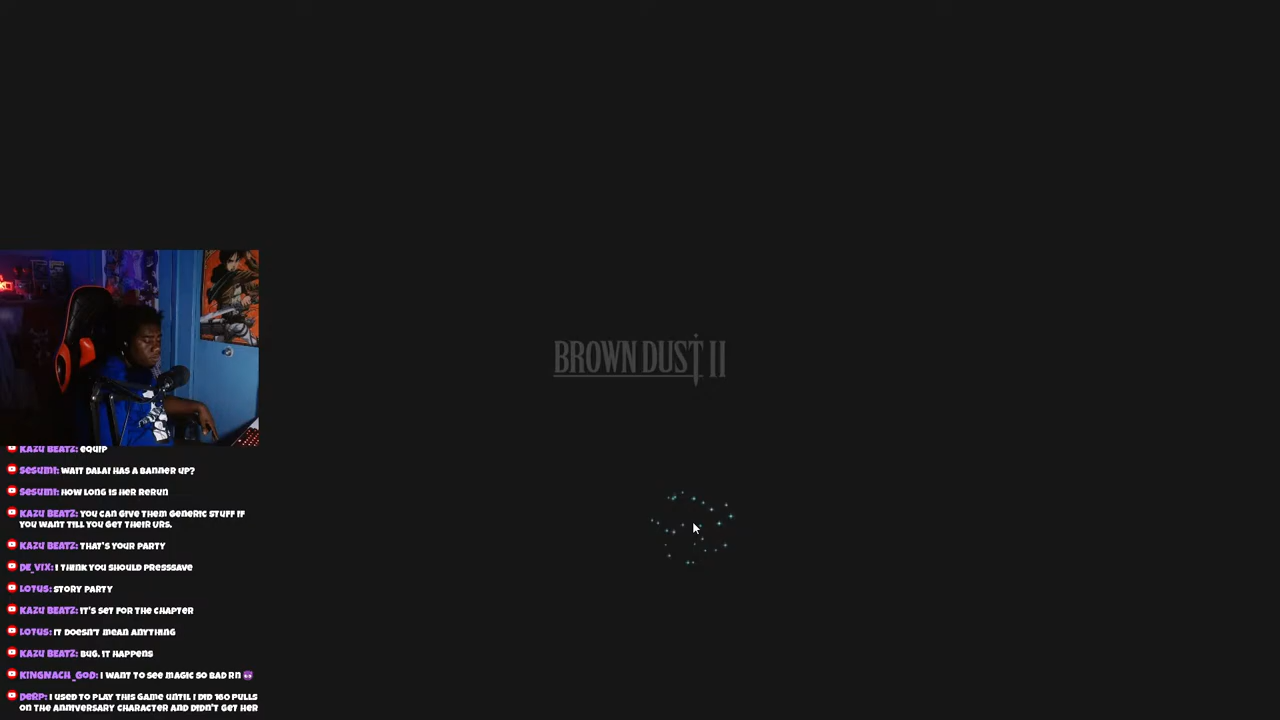 BROWN DUST II
KAZU BEATZ: EQUIP
SESUMI: WAIT DALAI HAS A BANNER UP?
SESUMI: HOW LONG IS HER RERUN
KAZU BEATZ: YOU CAN GIVE THEM GENERIC STUFF IF
YOU WANT TILL YOU GET THEIR URS.
KAZU BEATZ: THAT'S YOUR PARTY
DE_VIX: I THINK YOU SHOULD PRESSSAVE
LOTUS: STORY PARTY
KAZU BEATZ: IT'S SET FOR THE CHAPTER
LOTUS: IT DOESN'T MEAN ANYTHING
KAZU BEATZ: BUG. IT HAPPENS
KINGNACH_GOD: I WANT TO SEE MAGIC SO BAD RN 😈
DERP: I USED TO PLAY THIS GAME UNTIL I DID 160 PULLS
ON THE ANNIVERSARY CHARACTER AND DIDN'T GET HER